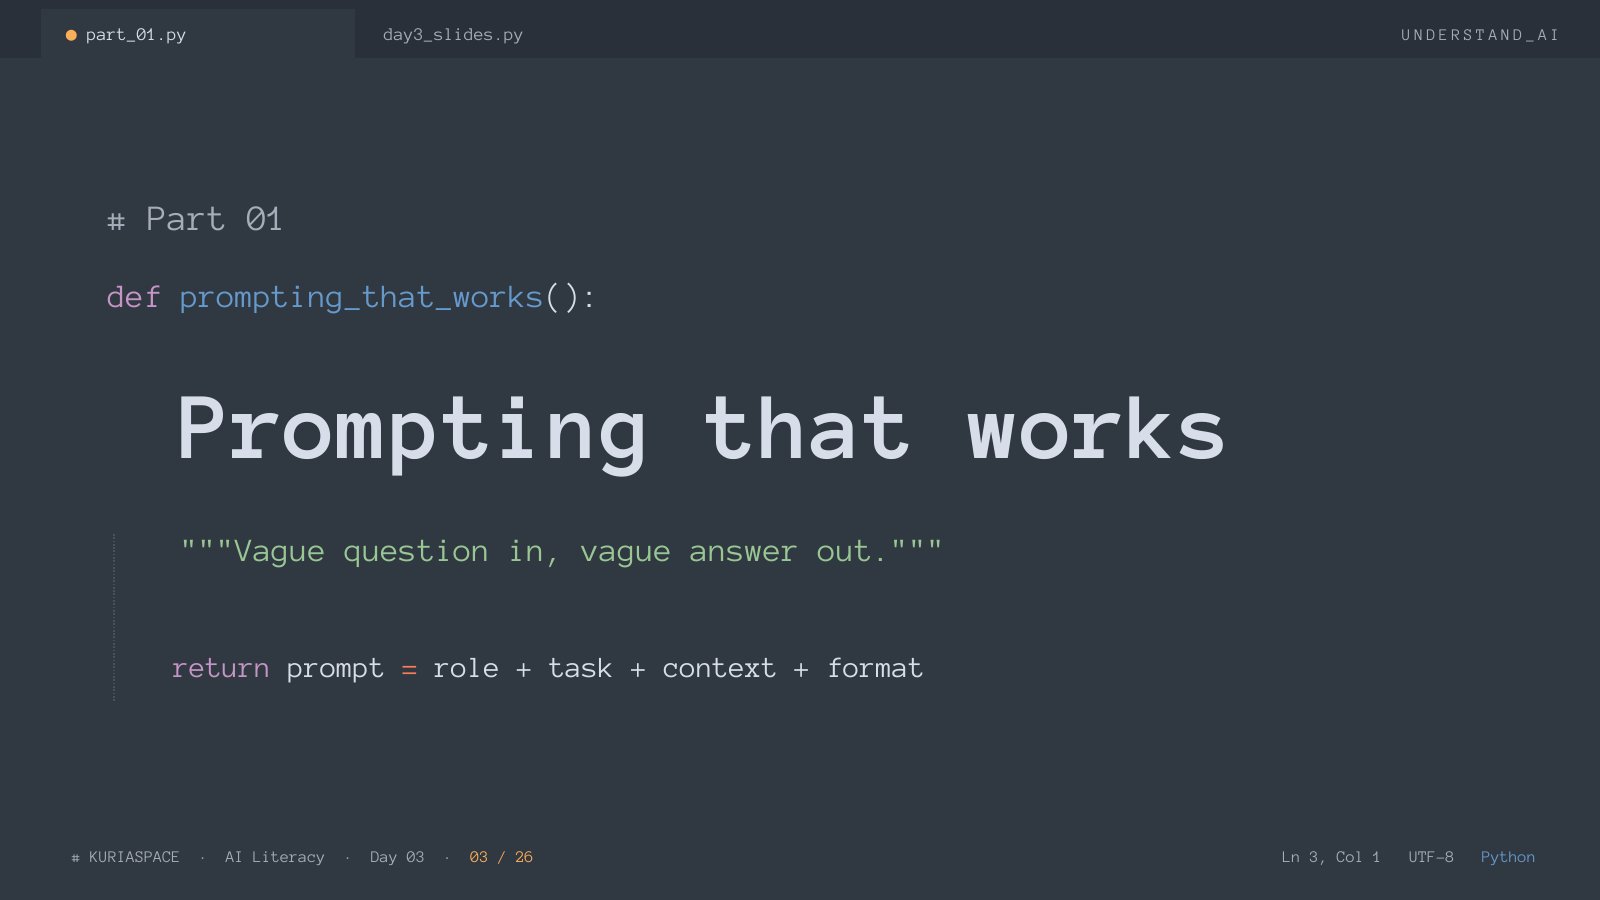 part_01.py
day3_slides.py
UNDERSTAND_AI
# Part 01
def prompting_that_works():
Prompting that works
"""Vague question in, vague answer out."""
return prompt = role + task + context + format
# KURIASPACE · AI Literacy · Day 03 · 03 / 26
Ln 3, Col 1 UTF-8 Python